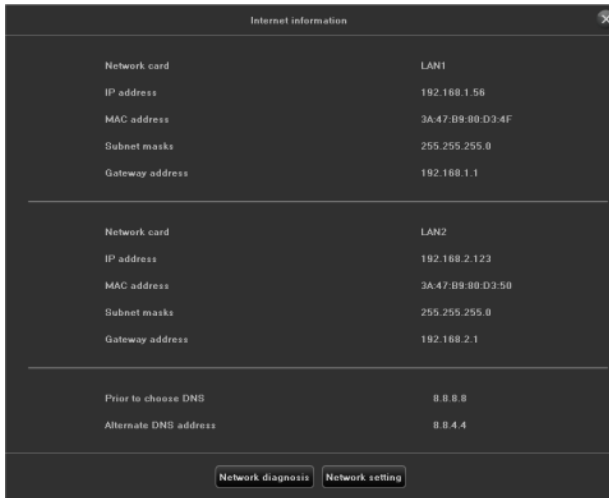 Internet information
Network card LAN1
IP address 192.168.1.56
MAC address 3A:47:B9:80:D3:4F
Subnet masks 255.255.255.0
Gateway address 192.168.1.1
Network card LAN2
IP address 192.168.2.123
MAC address 3A:47:B9:80:D3:50
Subnet masks 255.255.255.0
Gateway address 192.168.2.1
Prior to choose DNS 8.8.8.8
Alternate DNS address 8.8.4.4
Network diagnosis Network setting